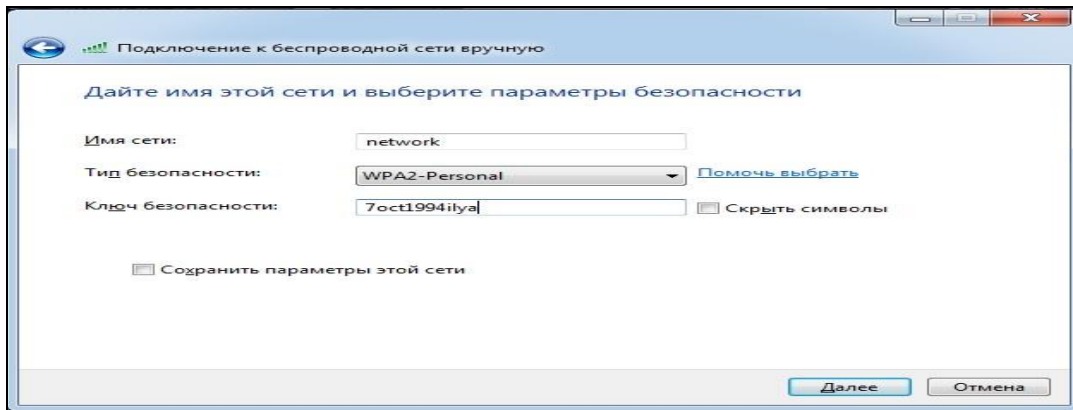 Подключение к беспроводной сети вручную
Дайте имя этой сети и выберите параметры безопасности
Имя сети: network
Тип безопасности: WPA2-Personal Помочь выбрать
Ключ безопасности: 7oct1994ilya Скрыть символы
Сохранить параметры этой сети
Далее Отмена